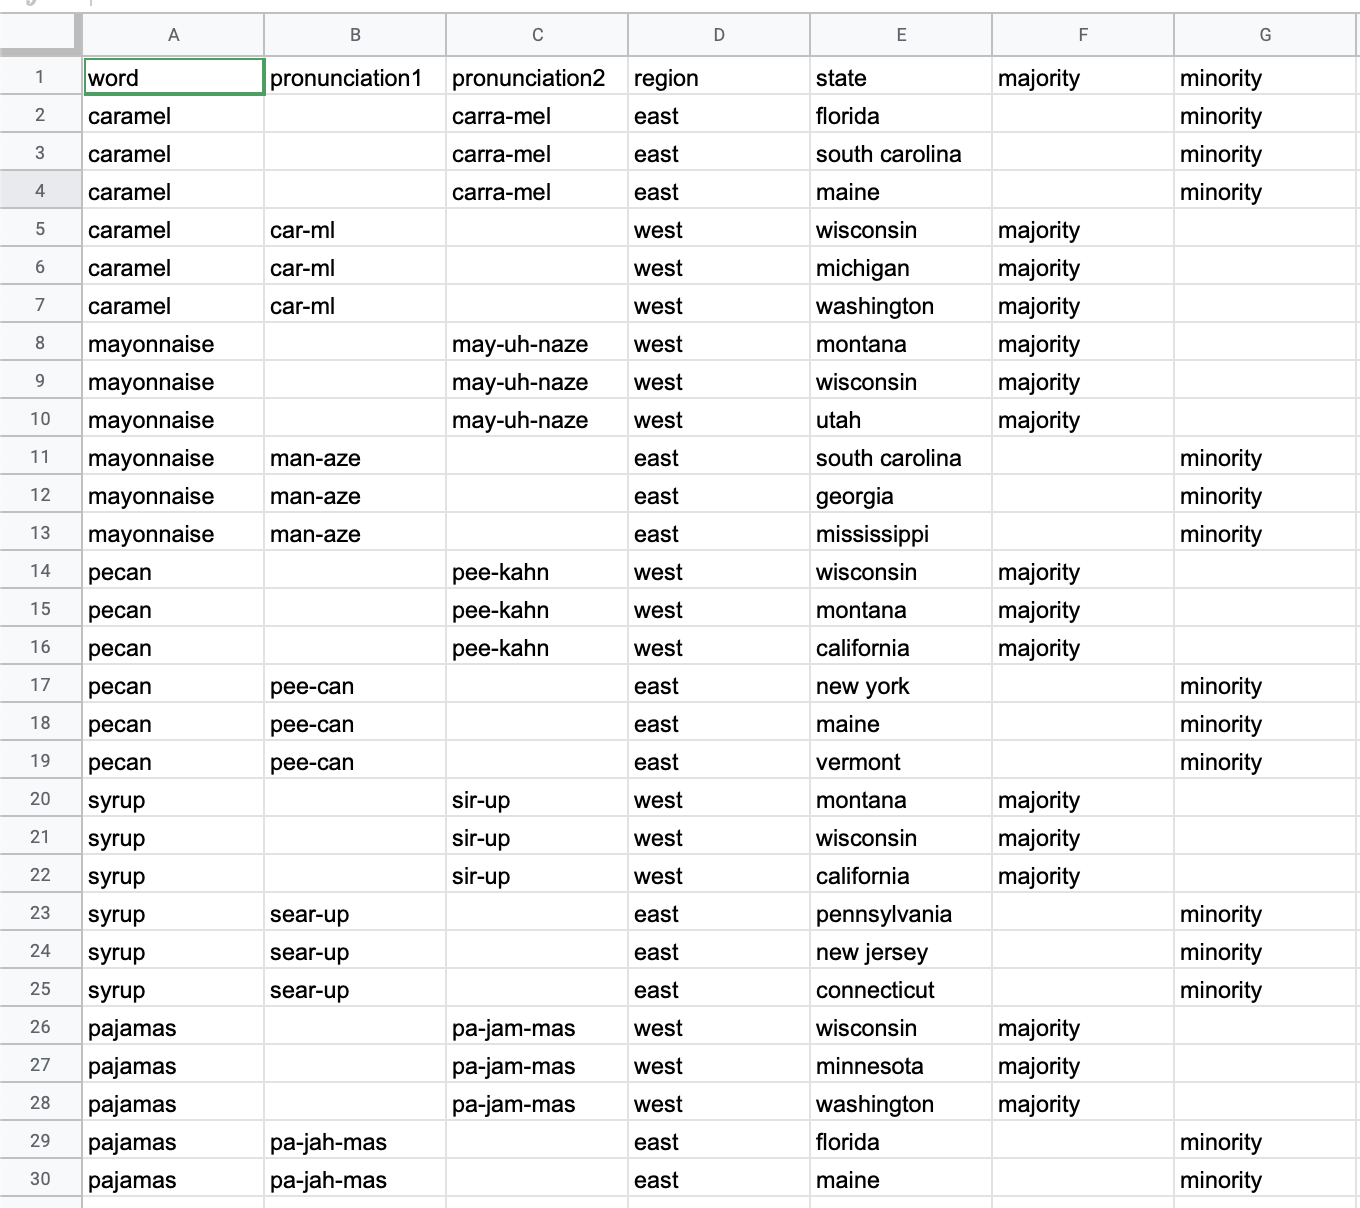 A B C D E F G
1 word pronunciation1 pronunciation2 region state majority minority
2 caramel carra-mel east florida minority
3 caramel carra-mel east south carolina minority
4 caramel carra-mel east maine minority
5 caramel car-ml west wisconsin majority
6 caramel car-ml west michigan majority
7 caramel car-ml west washington majority
8 mayonnaise may-uh-naze west montana majority
9 mayonnaise may-uh-naze west wisconsin majority
10 mayonnaise may-uh-naze west utah majority
11 mayonnaise man-aze east south carolina minority
12 mayonnaise man-aze east georgia minority
13 mayonnaise man-aze east mississippi minority
14 pecan pee-kahn west wisconsin majority
15 pecan pee-kahn west montana majority
16 pecan pee-kahn west california majority
17 pecan pee-can east new york minority
18 pecan pee-can east maine minority
19 pecan pee-can east vermont minority
20 syrup sir-up west montana majority
21 syrup sir-up west wisconsin majority
22 syrup sir-up west california majority
23 syrup sear-up east pennsylvania minority
24 syrup sear-up east new jersey minority
25 syrup sear-up east connecticut minority
26 pajamas pa-jam-mas west wisconsin majority
27 pajamas pa-jam-mas west minnesota majority
28 pajamas pa-jam-mas west washington majority
29 pajamas pa-jah-mas east florida minority
30 pajamas pa-jah-mas east maine minority